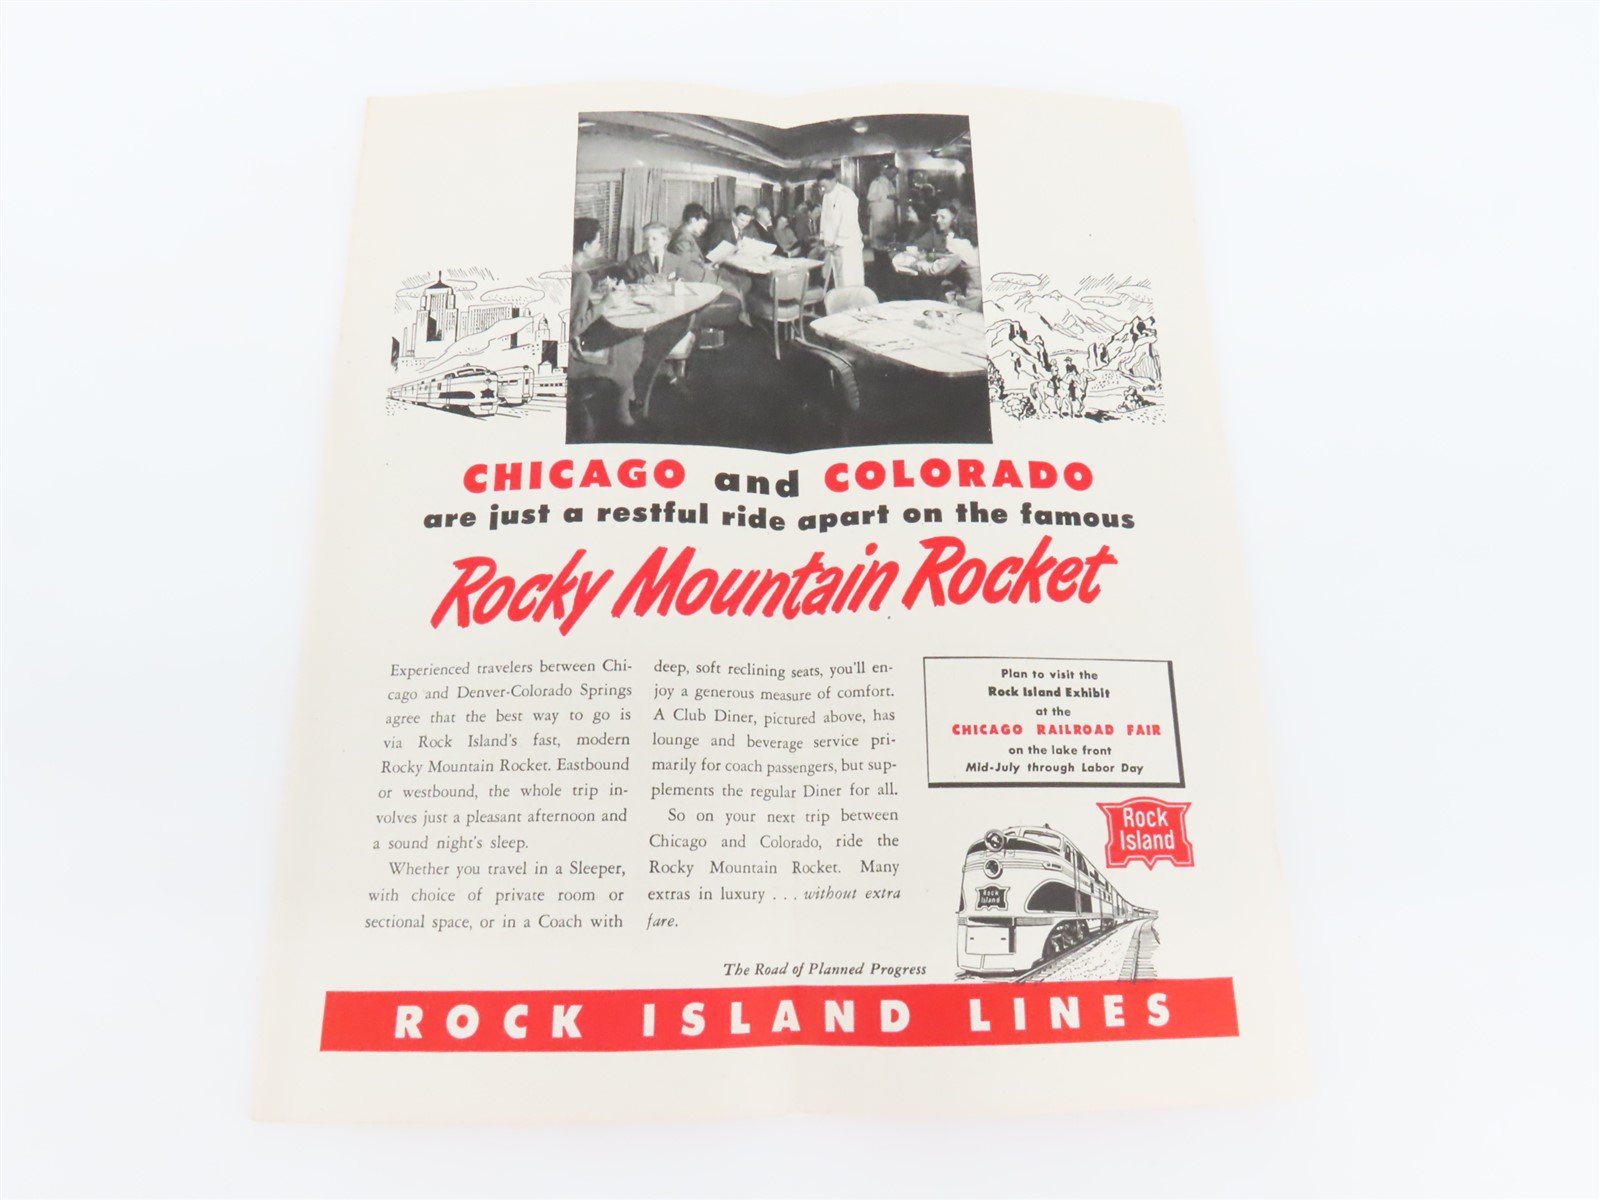 CHICAGO and COLORADO
are just a restful ride apart on the famous
Rocky Mountain Rocket
Experienced travelers between Chi-
cago and Denver-Colorado Springs
agree that the best way to go is
via Rock Island's fast, modern
Rocky Mountain Rocket. Eastbound
or westbound, the whole trip in-
volves just a pleasant afternoon and
a sound night's sleep.
Whether you travel in a Sleeper,
with choice of private room or
sectional space, or in a Coach with
deep, soft reclining seats, you'll en-
joy a generous measure of comfort.
A Club Diner, pictured above, has
lounge and beverage service pri-
marily for coach passengers, but sup-
plements the regular Diner for all.
So on your next trip between
Chicago and Colorado, ride the
Rocky Mountain Rocket. Many
extras in luxury . . . without extra
fare.
Plan to visit the
Rock Island Exhibit
at the
CHICAGO RAILROAD FAIR
on the lake front
Mid-July through Labor Day
Rock
Island
Rock
Island
The Road of Planned Progress
ROCK ISLAND LINES